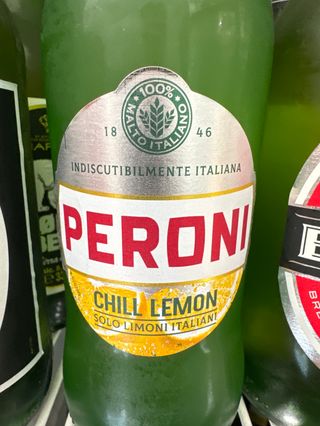 100%
MALTO ITALIANO
18 46
INDISCUTIBILMENTE ITALIANA
PERONI
CHILL LEMON
SOLO LIMONI ITALIANI